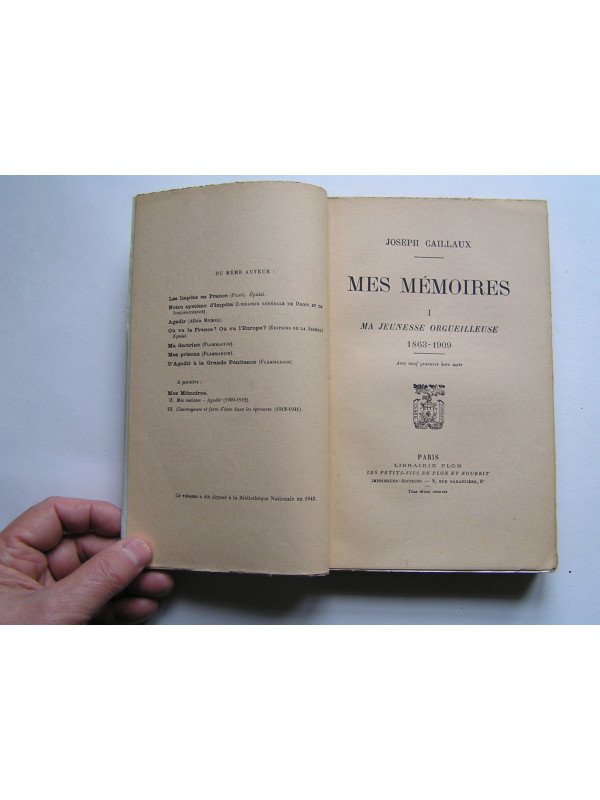 DU MÊME AUTEUR :
Les Impôts en France (PLON). Épuisé.
Notre système d'Impôts (LIBRAIRIE GÉNÉRALE DE DROIT, ET DE
JURISPRUDENCE).
Agadir (ALBIN MICHEL).
Où va la France? Où va l'Europe? (ÉDITIONS DE LA SIRÈNE)
Épuisé.
Ma doctrine (FLAMMARION).
Mes prisons (FLAMMARION).
D'Agadir à la Grande Pénitence (FLAMMARION).
A paraître :
Mes Mémoires.
II. Mes audaces - Agadir (1909-1912).
III. Clairvoyance et force d'âme dans les épreuves (1912-1930).
Ce volume a été déposé à la Bibliothèque Nationale en 1942.
JOSEPH CAILLAUX
MES MÉMOIRES
I
MA JEUNESSE ORGUEILLEUSE
1863-1909
Avec neuf gravures hors texte
PARIS
LIBRAIRIE PLON
LES PETITS-FILS DE PLON ET NOURRIT
IMPRIMEURS-ÉDITEURS — 8, RUE GARANCIÈRE, 6e
Tous droits réservés